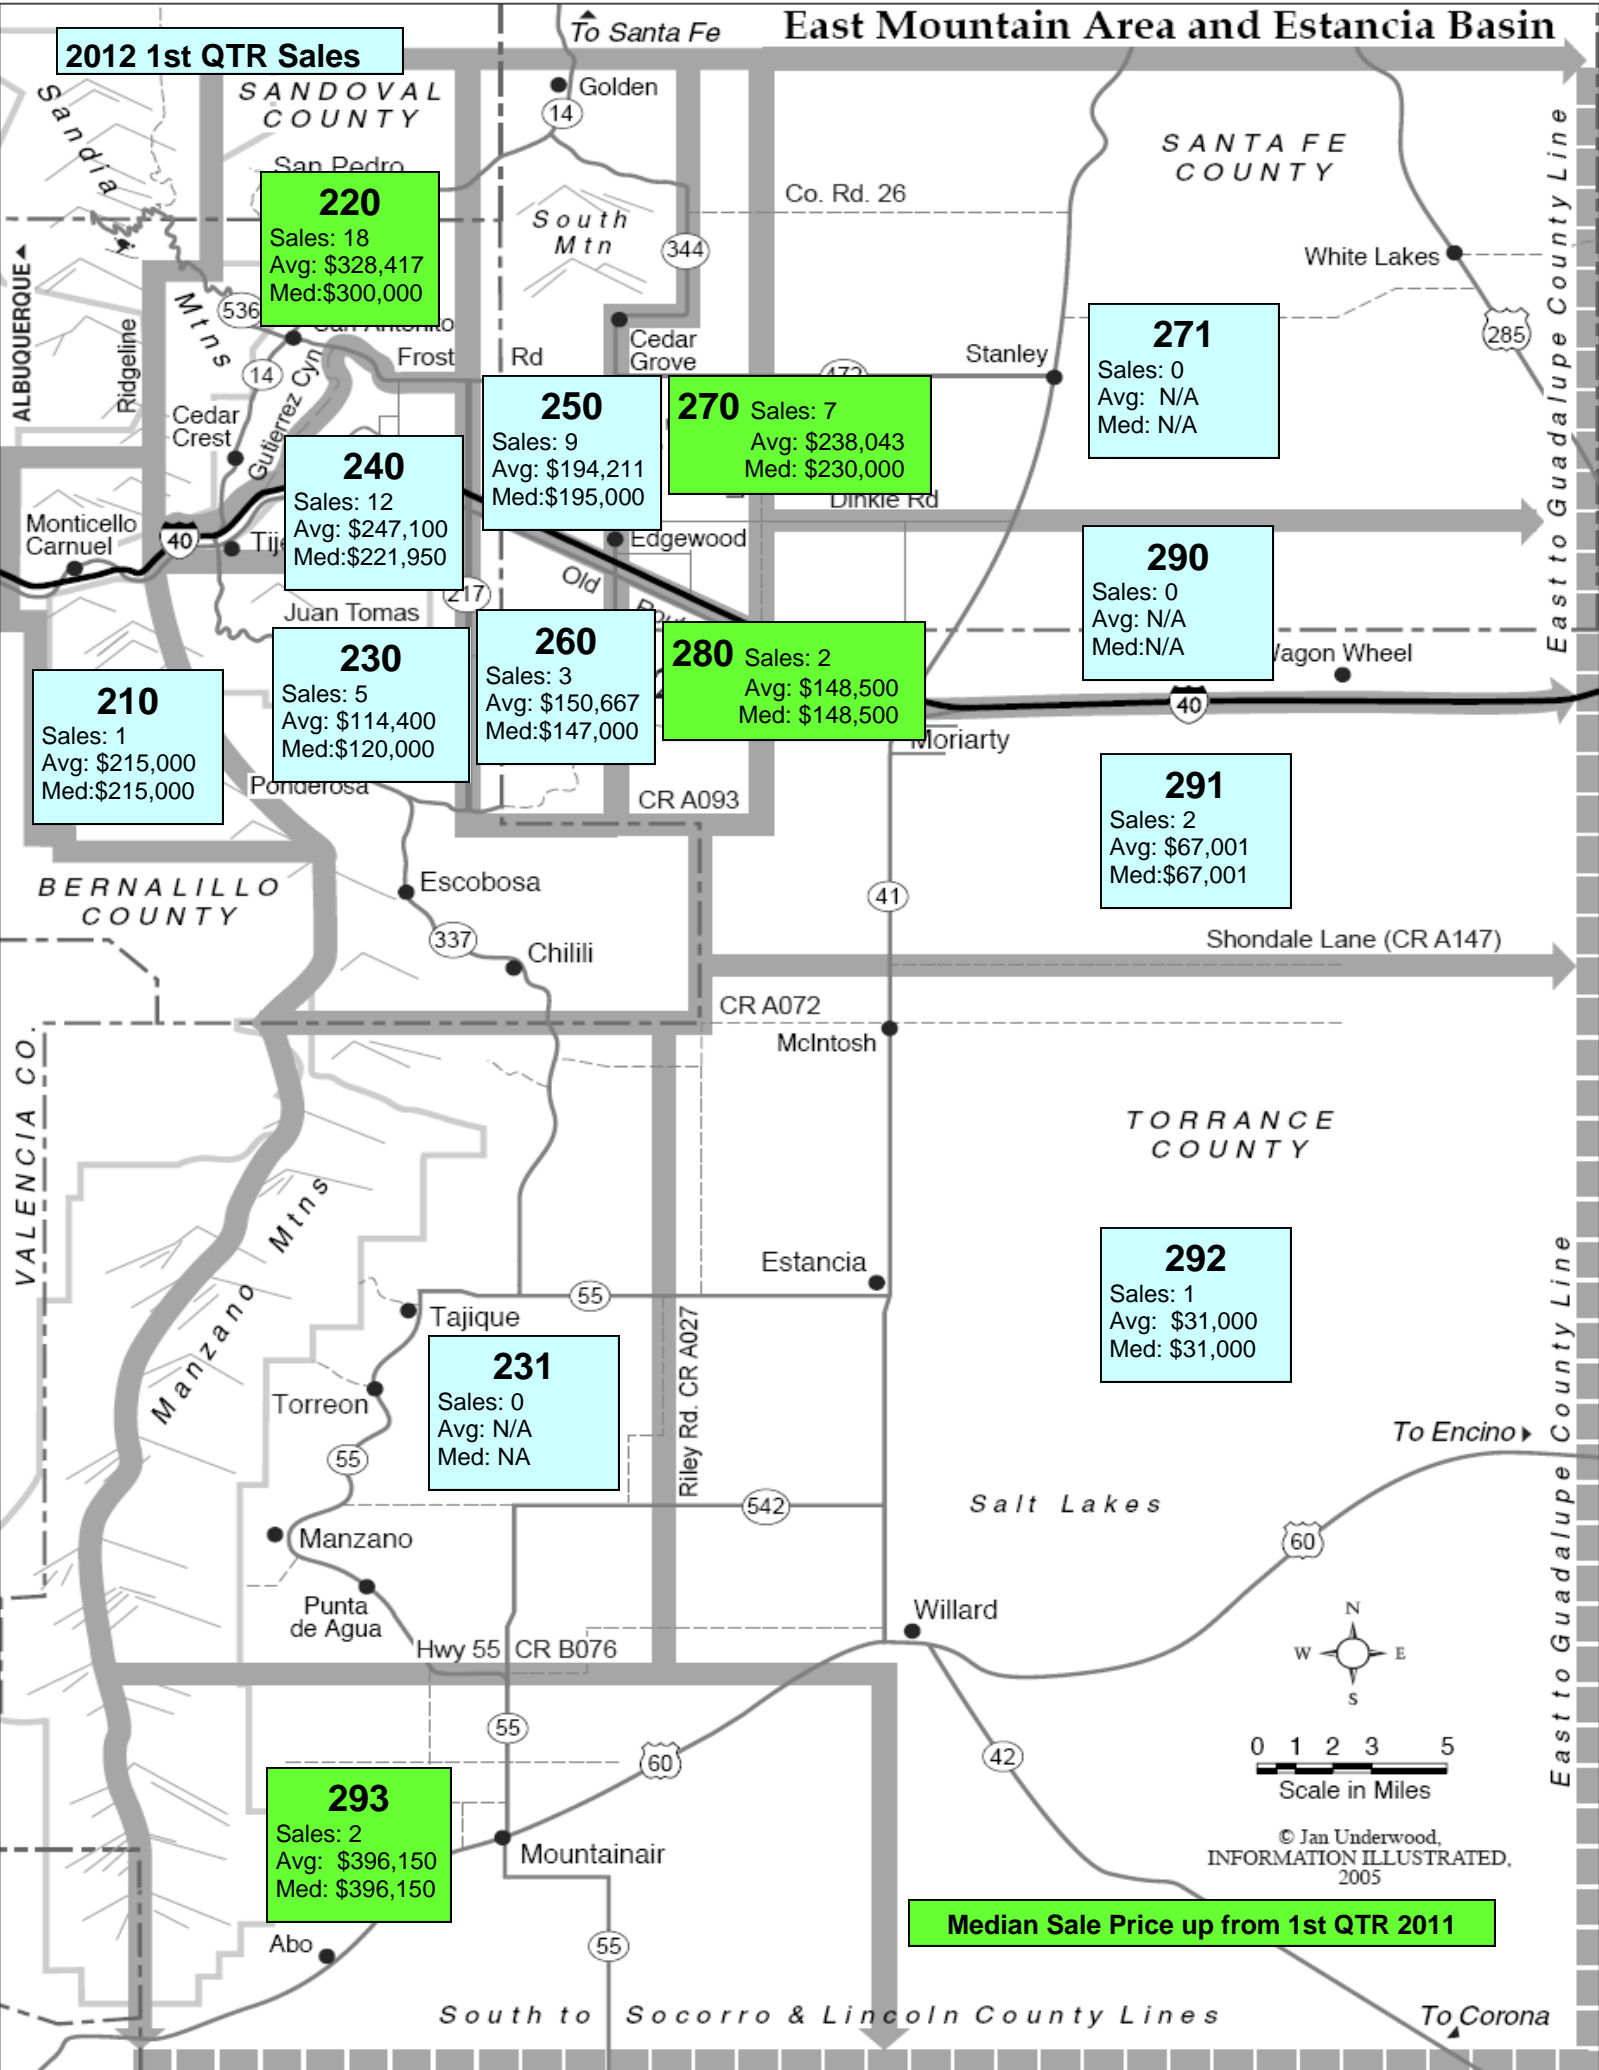 To Santa Fe
East Mountain Area and Estancia Basin
2012 1st QTR Sales
Golden
SANDOVAL
COUNTY
14
Sandia
Mtns
SANTA FE
COUNTY
San Pedro
220
Sales: 18
Avg: $328,417
Med:$300,000
Co. Rd. 26
South
Mtn
344
White Lakes
ALBUQUERQUE
Ridgeline
536
San Antonito
285
Cedar
Grove
Frost Rd
Stanley
472
14
Gutierrez Cyn
Cedar
Crest
271
Sales: 0
Avg: N/A
Med: N/A
250
Sales: 9
Avg: $194,211
Med:$195,000
270 Sales: 7
Avg: $238,043
Med: $230,000
240
Sales: 12
Avg: $247,100
Med:$221,950
Dinkle Rd
Monticello
Carnuel
40
Edgewood
Old
217
Juan Tomas
290
Sales: 0
Avg: N/A
Med:N/A
Wagon Wheel
East to Guadalupe County Line
230
Sales: 5
Avg: $114,400
Med:$120,000
260
Sales: 3
Avg: $150,667
Med:$147,000
280 Sales: 2
Avg: $148,500
Med: $148,500
210
Sales: 1
Avg: $215,000
Med:$215,000
40
Moriarty
Ponderosa
CR A093
291
Sales: 2
Avg: $67,001
Med:$67,001
BERNALILLO
COUNTY
Escobosa
41
337
Chilili
Shondale Lane (CR A147)
CR A072
McIntosh
VALENCIA CO.
TORRANCE
COUNTY
Manzano Mtns
Estancia
292
Sales: 1
Avg: $31,000
Med: $31,000
55
Tajique
Riley Rd. CR A027
231
Sales: 0
Avg: N/A
Med: NA
Torreon
55
To Encino
East to Guadalupe County Line
Salt Lakes
542
60
Manzano
Punta
de Agua
Willard
Hwy 55 CR B076
N
W E
S
55
60
42
0 1 2 3 5
Scale in Miles
293
Sales: 2
Avg: $396,150
Med: $396,150
Mountainair
© Jan Underwood,
INFORMATION ILLUSTRATED,
2005
Median Sale Price up from 1st QTR 2011
Abo
55
South to Socorro & Lincoln County Lines
To Corona